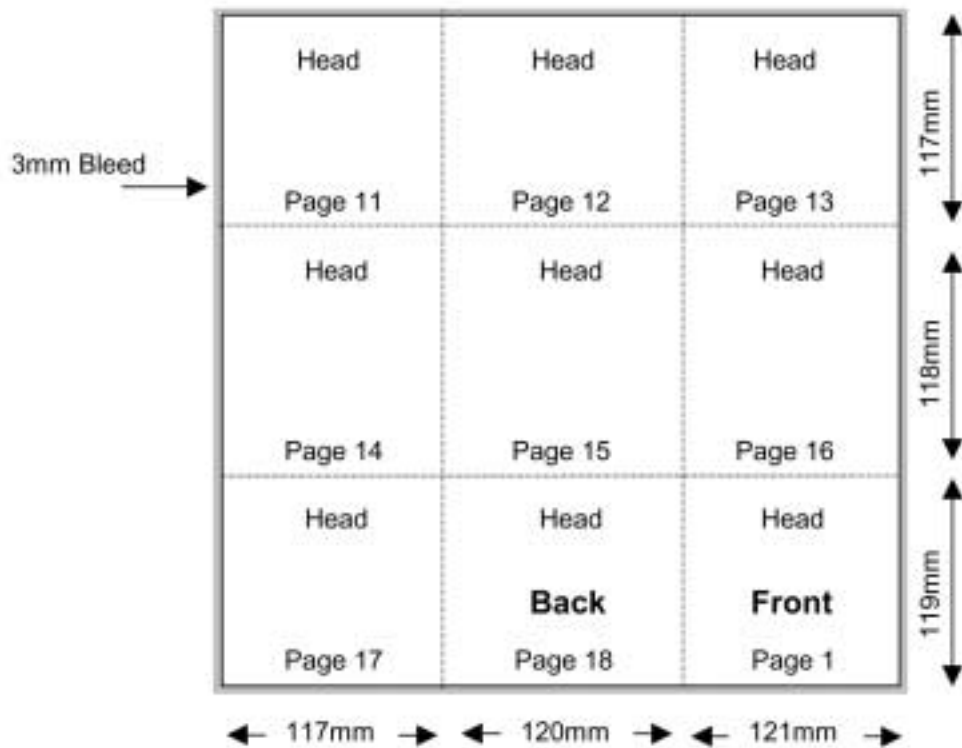 Head Head Head
117mm
3mm Bleed
Page 11 Page 12 Page 13
Head Head Head
118mm
Page 14 Page 15 Page 16
Head Head Head
119mm
Back Front
Page 17 Page 18 Page 1
117mm 120mm 121mm